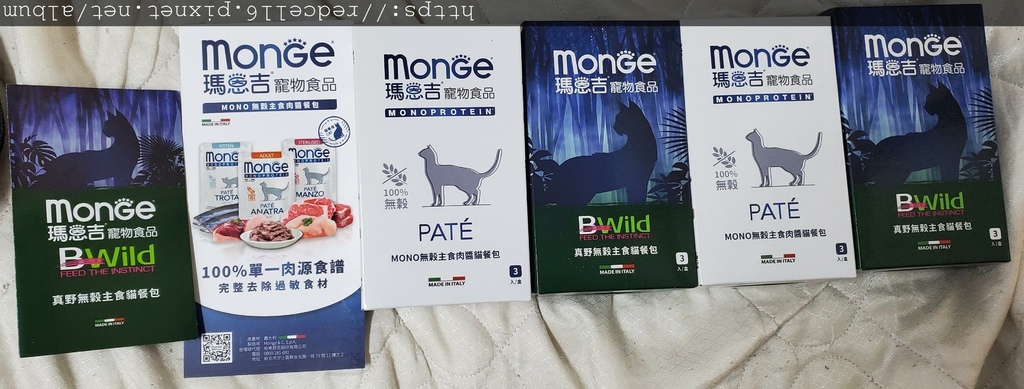 https://redcell16.pixnet.net/album/
Monge
瑪恩吉寵物食品
BWild
FEED THE INSTINCT
真野無穀主食貓餐包
MADE IN ITALY
Monge
瑪恩吉寵物食品
MONO無穀主食肉醬餐包
MADE IN ITALY
KITTEN
Monge
PATÉ
TROTA
ADULT
Monge
MONOPROTEIN
PATÉ
ANATRA
STERILISED
Monge
PATÉ
MANZO
100%單一肉源食譜
完整去除過敏食材
Monge
瑪恩吉寵物食品
MONOPROTEIN
100%
無穀
PATÉ
MONO無穀主食肉醬貓餐包
3
入/盒
MADE IN ITALY
Monge
瑪恩吉寵物食品
BWild
FEED THE INSTINCT
真野無穀主食貓餐包
3
入/盒
MADE IN ITALY
Monge
瑪恩吉寵物食品
MONOPROTEIN
100%
無穀
PATÉ
MONO無穀主食肉醬貓餐包
3
入/盒
MADE IN ITALY
Monge
瑪恩吉寵物食品
BWild
FEED THE INSTINCT
真野無穀主食貓餐包
3
入/盒
MADE IN ITALY